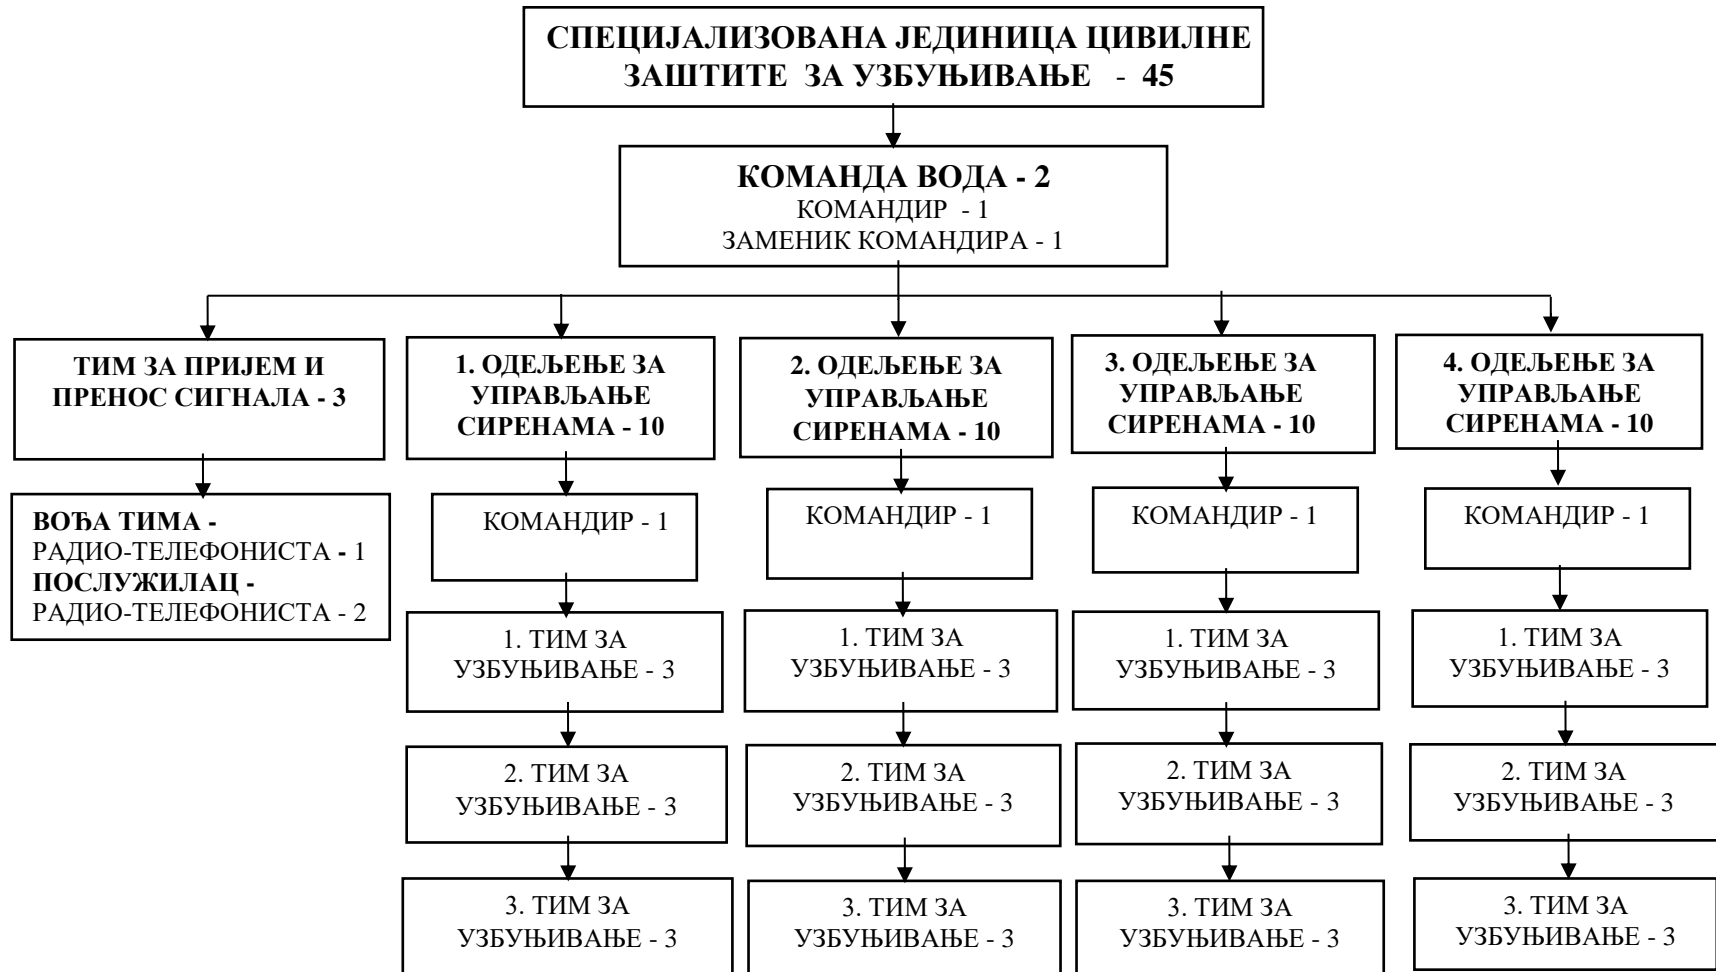 СПЕЦИЈАЛИЗОВАНА ЈЕДИНИЦА ЦИВИЛНЕ
ЗАШТИТЕ ЗА УЗБУЊИВАЊЕ - 45
КОМАНДА ВОДА - 2
КОМАНДИР - 1
ЗАМЕНИК КОМАНДИРА - 1
ТИМ ЗА ПРИЈЕМ И
ПРЕНОС СИГНАЛА - 3
1. ОДЕЉЕЊЕ ЗА
УПРАВЉАЊЕ
СИРЕНАМА - 10
2. ОДЕЉЕЊЕ ЗА
УПРАВЉАЊЕ
СИРЕНАМА - 10
3. ОДЕЉЕЊЕ ЗА
УПРАВЉАЊЕ
СИРЕНАМА - 10
4. ОДЕЉЕЊЕ ЗА
УПРАВЉАЊЕ
СИРЕНАМА - 10
ВОЂА ТИМА -
РАДИО-ТЕЛЕФОНИСТА - 1
ПОСЛУЖИЛАЦ -
РАДИО-ТЕЛЕФОНИСТА - 2
КОМАНДИР - 1
КОМАНДИР - 1
КОМАНДИР - 1
КОМАНДИР - 1
1. ТИМ ЗА
УЗБУЊИВАЊЕ - 3
1. ТИМ ЗА
УЗБУЊИВАЊЕ - 3
1. ТИМ ЗА
УЗБУЊИВАЊЕ - 3
1. ТИМ ЗА
УЗБУЊИВАЊЕ - 3
2. ТИМ ЗА
УЗБУЊИВАЊЕ - 3
2. ТИМ ЗА
УЗБУЊИВАЊЕ - 3
2. ТИМ ЗА
УЗБУЊИВАЊЕ - 3
2. ТИМ ЗА
УЗБУЊИВАЊЕ - 3
3. ТИМ ЗА
УЗБУЊИВАЊЕ - 3
3. ТИМ ЗА
УЗБУЊИВАЊЕ - 3
3. ТИМ ЗА
УЗБУЊИВАЊЕ - 3
3. ТИМ ЗА
УЗБУЊИВАЊЕ - 3